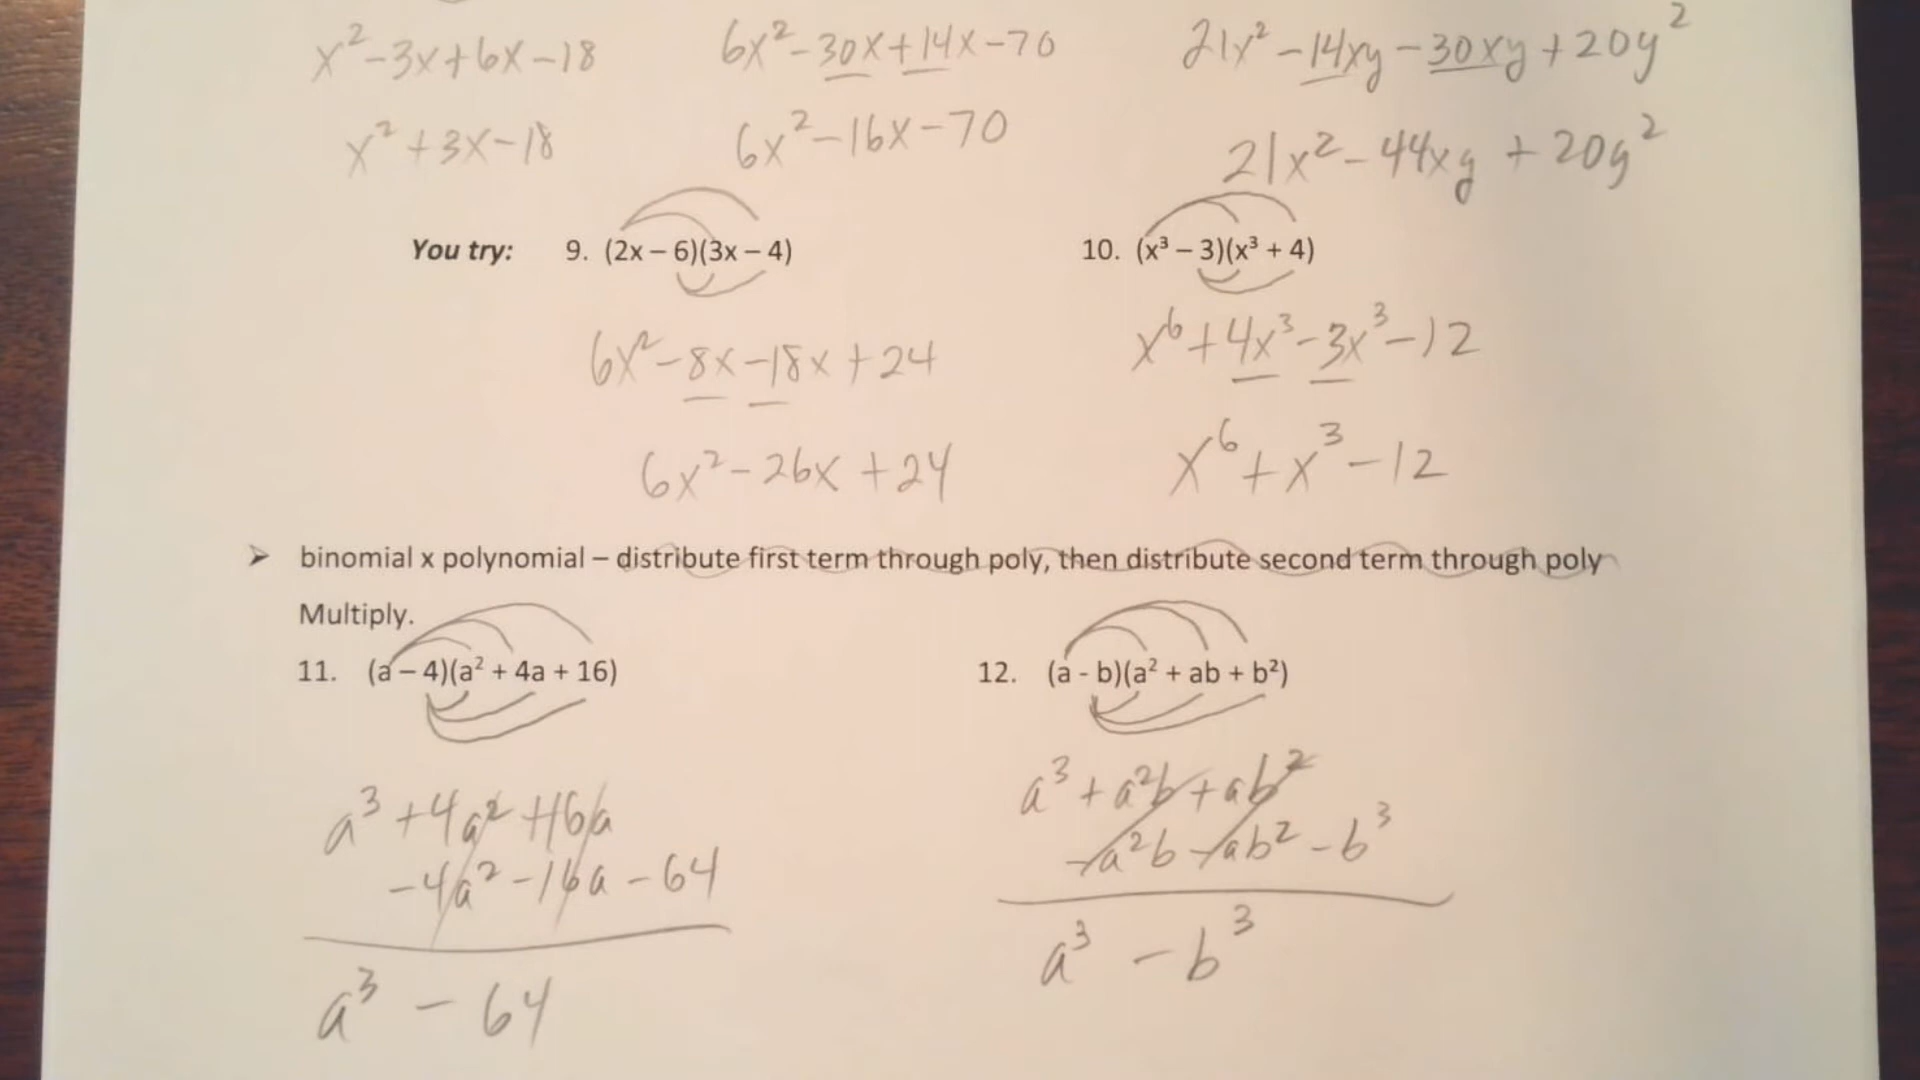 x² - 3x + 6x - 18
6x² - 30x + 14x - 70
21x² - 14xy - 30xy + 20y²
x² + 3x - 18
6x² - 16x - 70
21x² - 44xy + 20y²
You try:
9. (2x – 6)(3x – 4)
10. (x³ – 3)(x³ + 4)
6x² - 8x - 18x + 24
x⁶ + 4x³ - 3x³ - 12
6x² - 26x + 24
x⁶ + x³ - 12
➢ binomial x polynomial – distribute first term through poly, then distribute second term through poly
Multiply.
11. (a – 4)(a² + 4a + 16)
12. (a - b)(a² + ab + b²)
a³ + 4a² + 16a
a³ + a²b + ab²
- 4a² - 16a - 64
- a²b - ab² - b³
a³ - 64
a³ - b³